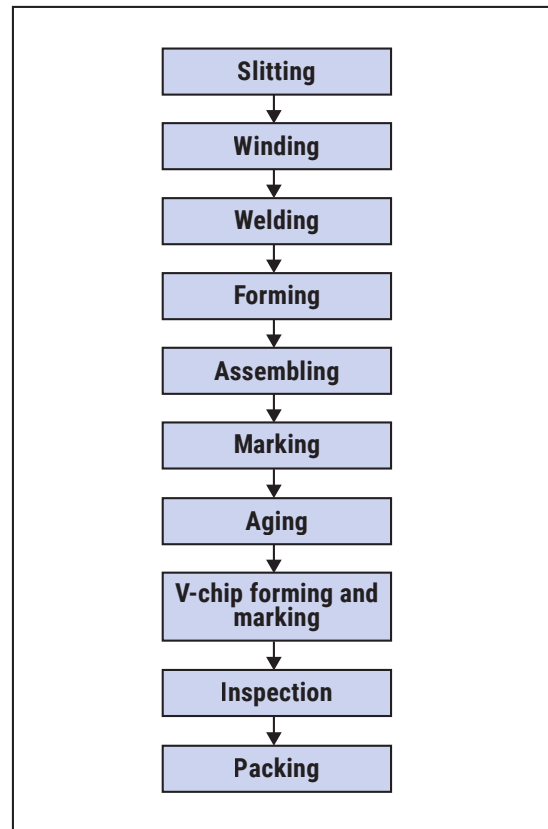 Slitting
Winding
Welding
Forming
Assembling
Marking
Aging
V-chip forming and
marking
Inspection
Packing